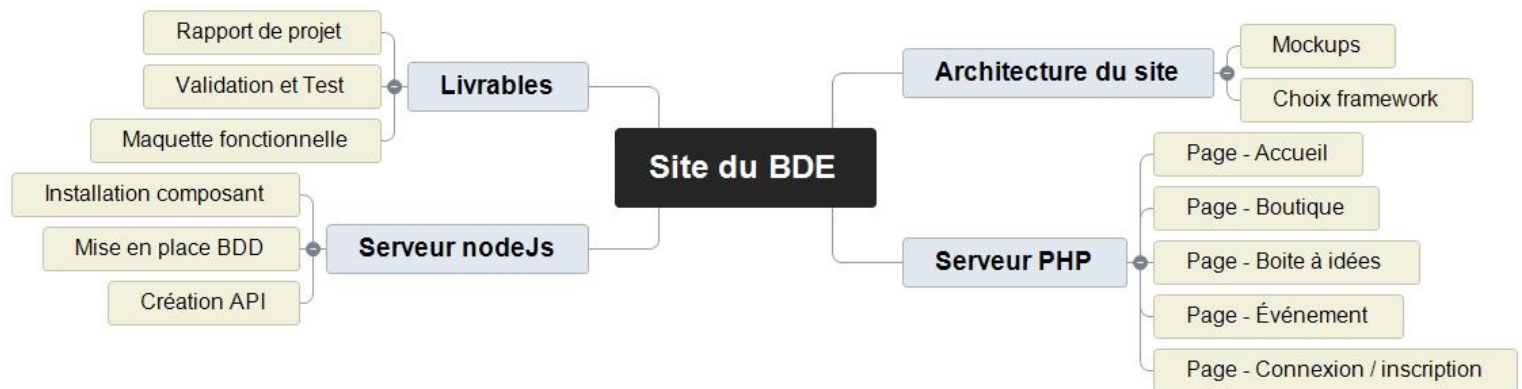 Site du BDE
Livrables
Rapport de projet
Validation et Test
Maquette fonctionnelle
Serveur nodeJs
Installation composant
Mise en place BDD
Création API
Architecture du site
Mockups
Choix framework
Serveur PHP
Page - Accueil
Page - Boutique
Page - Boite à idées
Page - Événement
Page - Connexion / inscription